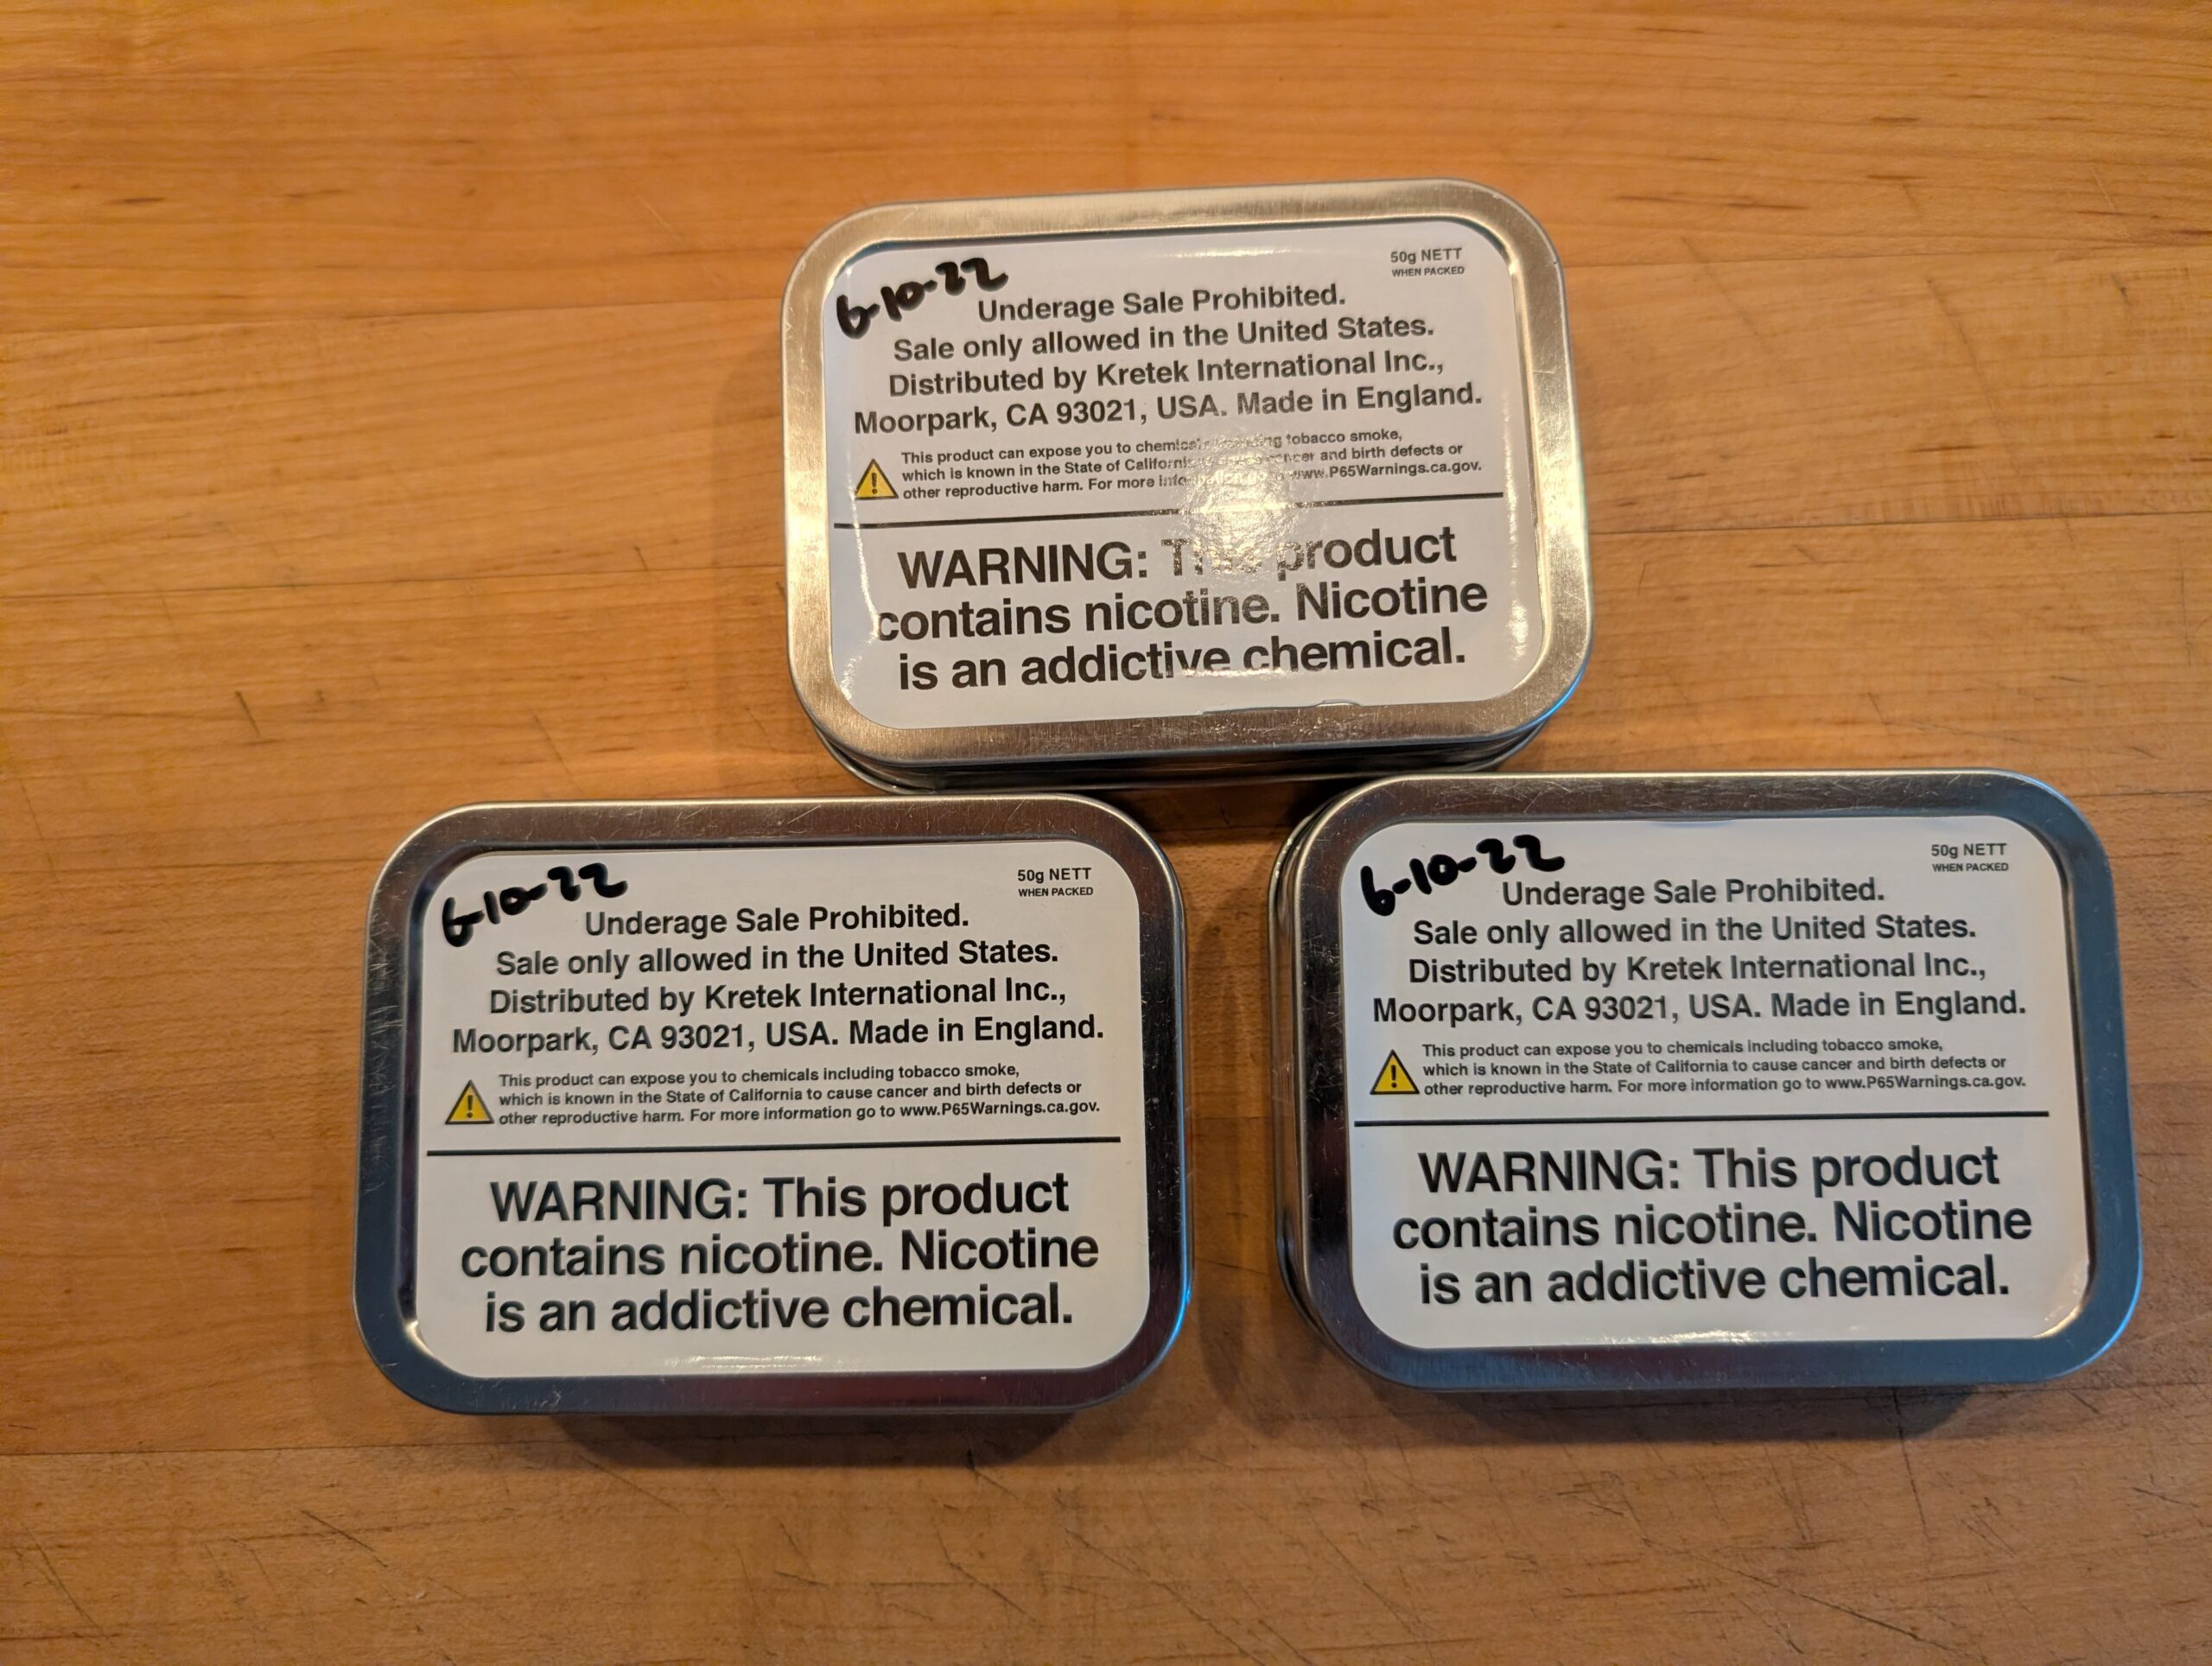 6-10-22
50g NETT
WHEN PACKED
Underage Sale Prohibited.
Sale only allowed in the United States.
Distributed by Kretek International Inc.,
Moorpark, CA 93021, USA. Made in England.
This product can expose you to chemicals including tobacco smoke,
which is known in the State of California to cause cancer and birth defects or
other reproductive harm. For more information go to www.P65Warnings.ca.gov.
WARNING: This product
contains nicotine. Nicotine
is an addictive chemical.
6-10-22
50g NETT
WHEN PACKED
Underage Sale Prohibited.
Sale only allowed in the United States.
Distributed by Kretek International Inc.,
Moorpark, CA 93021, USA. Made in England.
This product can expose you to chemicals including tobacco smoke,
which is known in the State of California to cause cancer and birth defects or
other reproductive harm. For more information go to www.P65Warnings.ca.gov.
WARNING: This product
contains nicotine. Nicotine
is an addictive chemical.
6-10-22
50g NETT
WHEN PACKED
Underage Sale Prohibited.
Sale only allowed in the United States.
Distributed by Kretek International Inc.,
Moorpark, CA 93021, USA. Made in England.
This product can expose you to chemicals including tobacco smoke,
which is known in the State of California to cause cancer and birth defects or
other reproductive harm. For more information go to www.P65Warnings.ca.gov.
WARNING: This product
contains nicotine. Nicotine
is an addictive chemical.